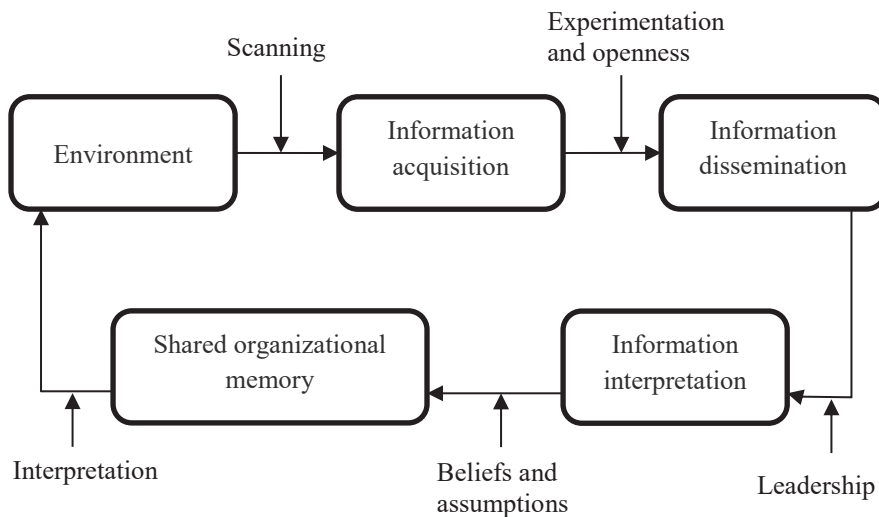 Scanning
Experimentation
and openness
Environment
Information
acquisition
Information
dissemination
Shared organizational
memory
Information
interpretation
Interpretation
Beliefs and
assumptions
Leadership